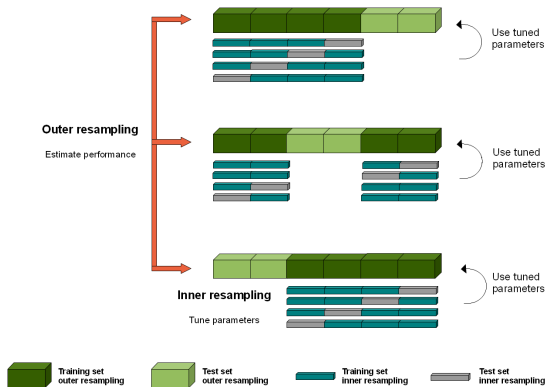 Use tuned
parameters
Outer resampling
Estimate performance
Use tuned
parameters
Use tuned
parameters
Inner resampling
Tune parameters
Training set
outer resampling
Test set
outer resampling
Training set
inner resampling
Test set
inner resampling